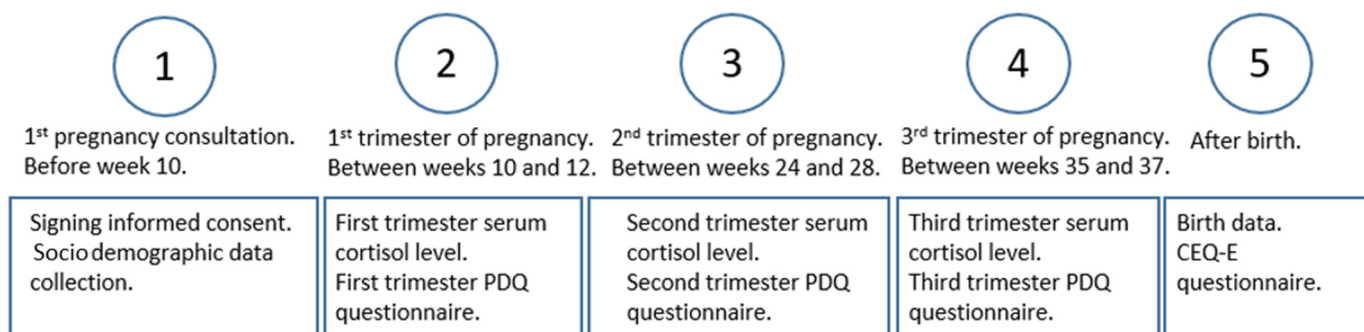 1
1st pregnancy consultation.
Before week 10.
Signing informed consent.
Socio demographic data
collection.
2
1st trimester of pregnancy.
Between weeks 10 and 12.
First trimester serum
cortisol level.
First trimester PDQ
questionnaire.
3
2nd trimester of pregnancy.
Between weeks 24 and 28.
Second trimester serum
cortisol level.
Second trimester PDQ
questionnaire.
4
3rd trimester of pregnancy.
Between weeks 35 and 37.
Third trimester serum
cortisol level.
Third trimester PDQ
questionnaire.
5
After birth.
Birth data.
CEQ-E
questionnaire.